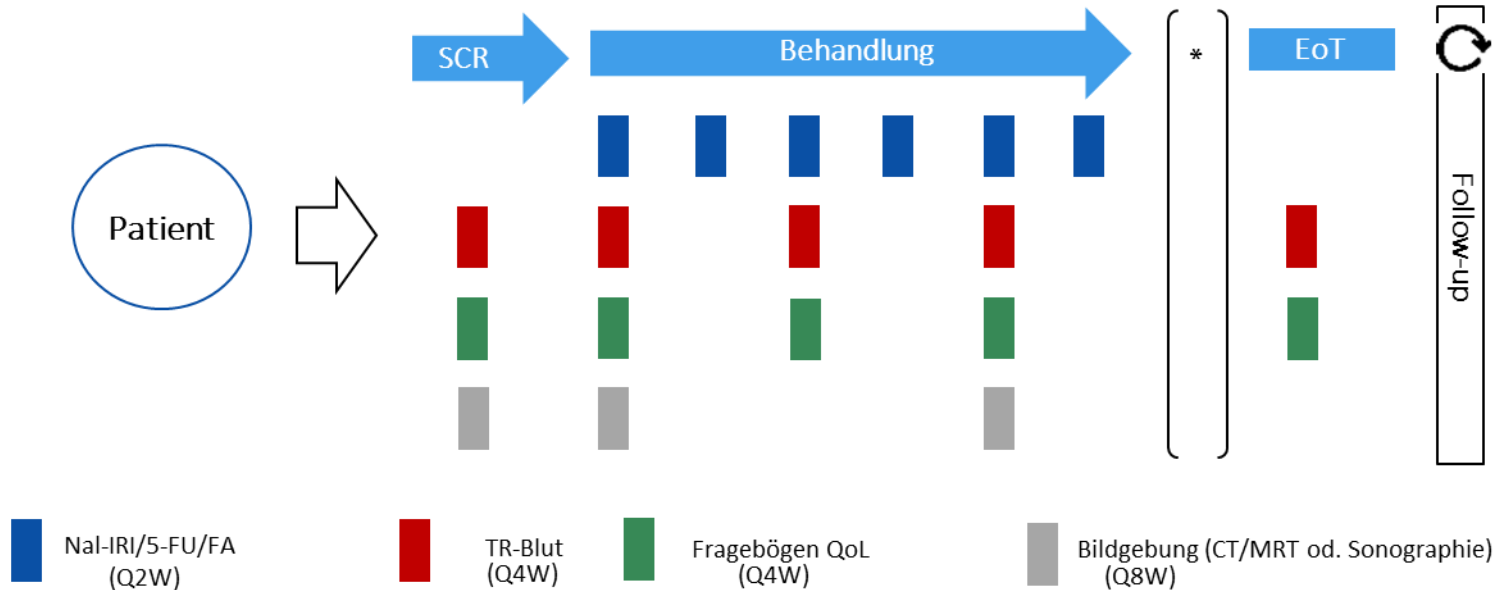 SCR
Behandlung
*
EoT
Patient
Follow-up
Nal-IRI/5-FU/FA
(Q2W)
TR-Blut
(Q4W)
Fragebögen QoL
(Q4W)
Bildgebung (CT/MRT od. Sonographie)
(Q8W)